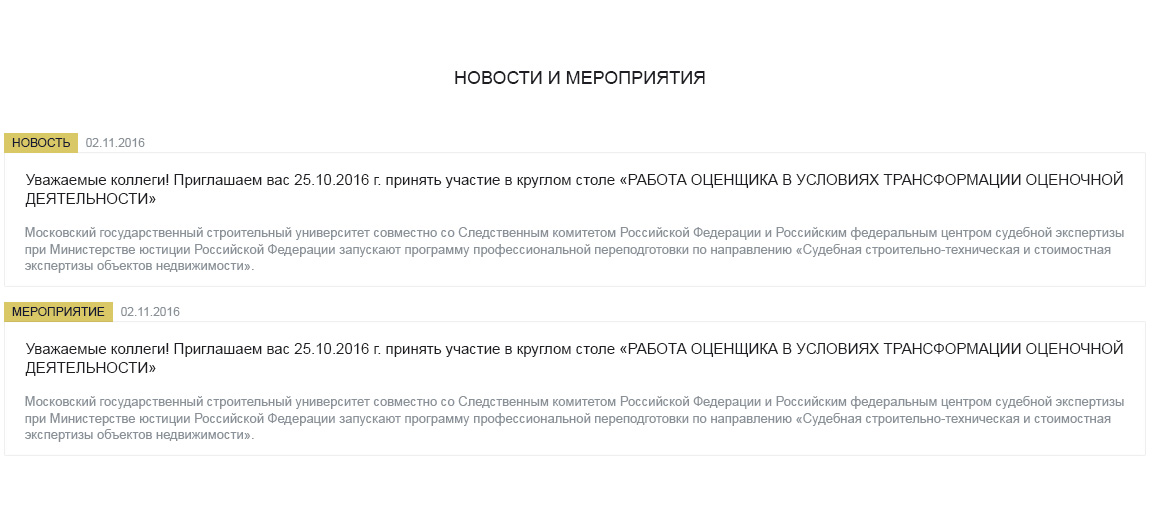 НОВОСТИ И МЕРОПРИЯТИЯ
НОВОСТЬ 02.11.2016
Уважаемые коллеги! Приглашаем вас 25.10.2016 г. принять участие в круглом столе «РАБОТА ОЦЕНЩИКА В УСЛОВИЯХ ТРАНСФОРМАЦИИ ОЦЕНОЧНОЙ
ДЕЯТЕЛЬНОСТИ»
Московский государственный строительный университет совместно со Следственным комитетом Российской Федерации и Российским федеральным центром судебной экспертизы
при Министерстве юстиции Российской Федерации запускают программу профессиональной переподготовки по направлению «Судебная строительно-техническая и стоимостная
экспертизы объектов недвижимости».
МЕРОПРИЯТИЕ 02.11.2016
Уважаемые коллеги! Приглашаем вас 25.10.2016 г. принять участие в круглом столе «РАБОТА ОЦЕНЩИКА В УСЛОВИЯХ ТРАНСФОРМАЦИИ ОЦЕНОЧНОЙ
ДЕЯТЕЛЬНОСТИ»
Московский государственный строительный университет совместно со Следственным комитетом Российской Федерации и Российским федеральным центром судебной экспертизы
при Министерстве юстиции Российской Федерации запускают программу профессиональной переподготовки по направлению «Судебная строительно-техническая и стоимостная
экспертизы объектов недвижимости».